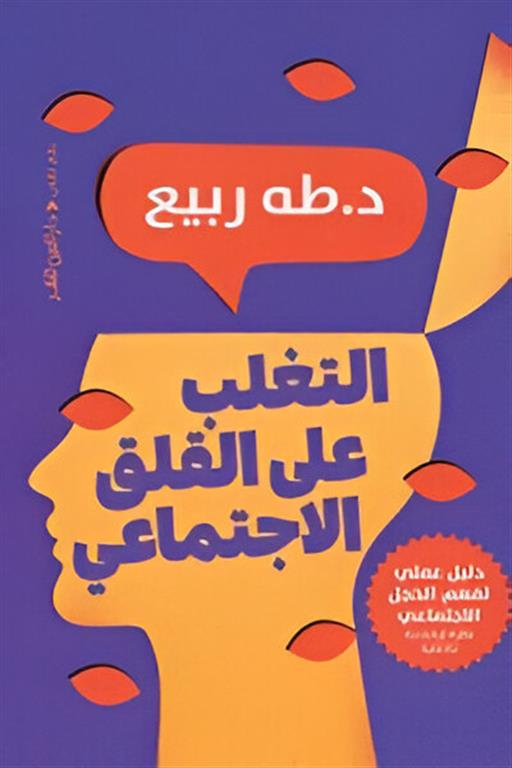 د.طه ربيع
التغلب
على القلق
الاجتماعي
دليل عملي
لفهم الخجل
الاجتماعي